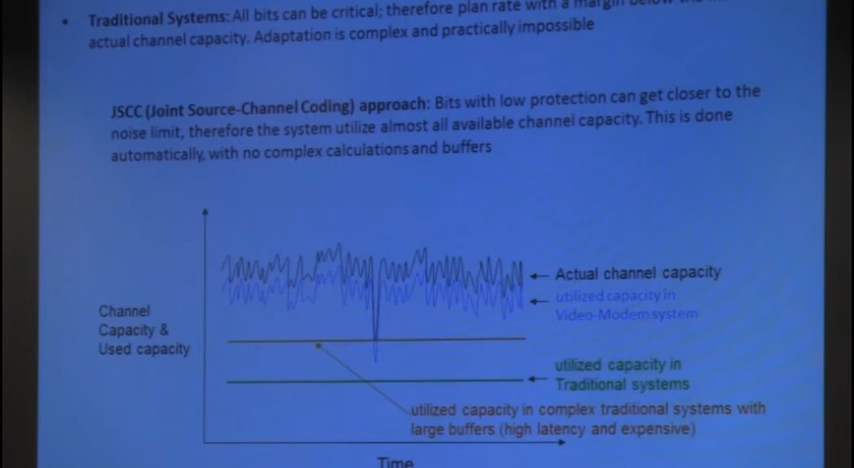 • Traditional Systems: All bits can be critical; therefore plan rate with a margin below the
actual channel capacity. Adaptation is complex and practically impossible
JSCC (Joint Source-Channel Coding) approach: Bits with low protection can get closer to the
noise limit, therefore the system utilize almost all available channel capacity. This is done
automatically, with no complex calculations and buffers
Actual channel capacity
utilized capacity in
Video-Modem system
Channel
Capacity &
Used capacity
utilized capacity in
Traditional systems
utilized capacity in complex traditional systems with
large buffers (high latency and expensive)
Time